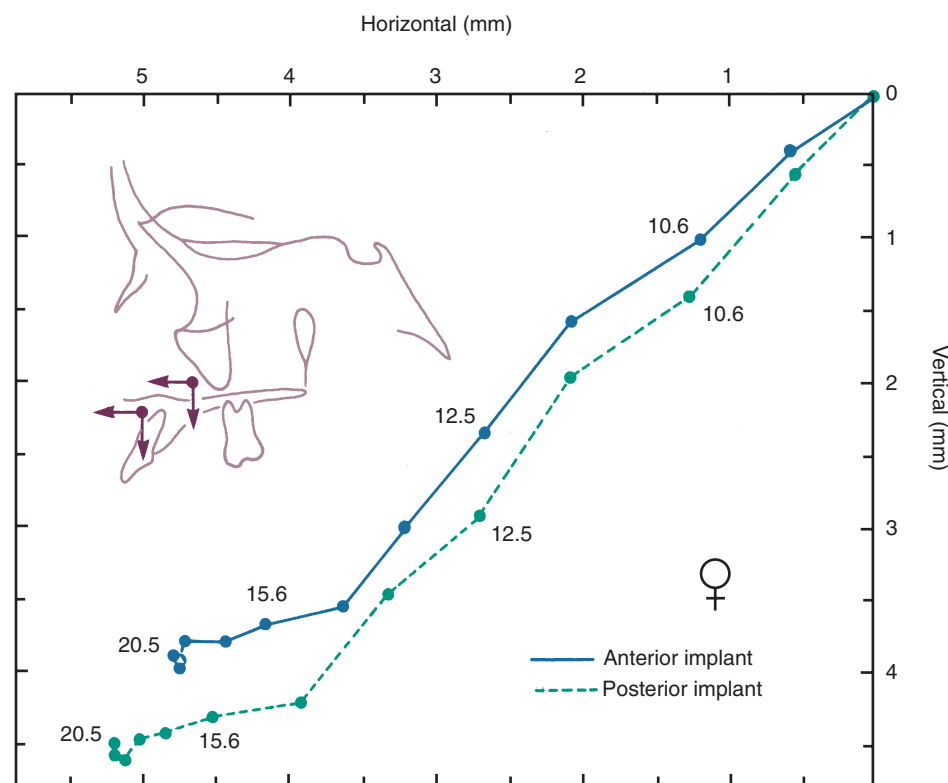 Horizontal (mm)
5 4 3 2 1
0
10.6
1
10.6
2
12.5
Vertical (mm)
12.5
3
15.6
20.5
Anterior implant
4
Posterior implant
20.5
15.6